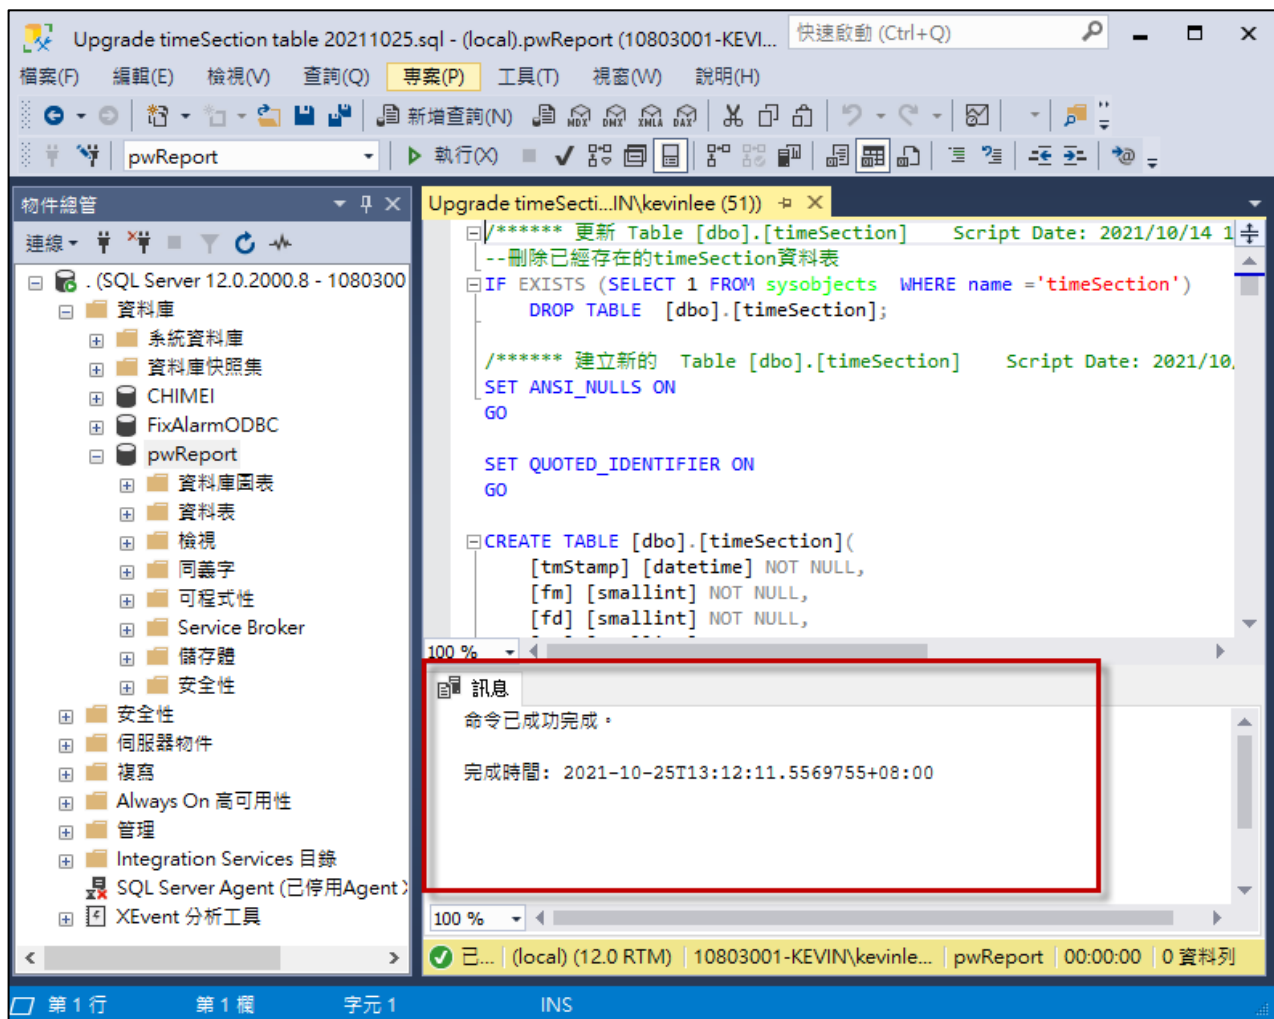 Upgrade timeSection table 20211025.sql - (local).pwReport (10803001-KEVI...
快速啟動 (Ctrl+Q)
檔案(F) 編輯(E) 檢視(V) 查詢(Q) 專案(P) 工具(T) 視窗(W) 說明(H)
新增查詢(N) MDX DMX XMLA DAX
pwReport 執行(X)
物件總管
連線
. (SQL Server 12.0.2000.8 - 1080300
資料庫
系統資料庫
資料庫快照集
CHIMEI
FixAlarmODBC
pwReport
資料庫圖表
資料表
檢視
同義字
可程式性
Service Broker
儲存體
安全性
安全性
伺服器物件
複寫
Always On 高可用性
管理
Integration Services 目錄
SQL Server Agent (已停用Agent
XEvent 分析工具
Upgrade timeSecti...IN\kevinlee (51))
/****** 更新 Table [dbo].[timeSection] Script Date: 2021/10/14 1
--刪除已經存在的timeSection資料表
IF EXISTS (SELECT 1 FROM sysobjects WHERE name ='timeSection')
DROP TABLE [dbo].[timeSection];
/****** 建立新的 Table [dbo].[timeSection] Script Date: 2021/10/
SET ANSI_NULLS ON
GO
SET QUOTED_IDENTIFIER ON
GO
CREATE TABLE [dbo].[timeSection](
[tmStamp] [datetime] NOT NULL,
[fm] [smallint] NOT NULL,
[fd] [smallint] NOT NULL,
100 %
訊息
命令已成功完成。
完成時間: 2021-10-25T13:12:11.5569755+08:00
100 %
已... (local) (12.0 RTM) 10803001-KEVIN\kevinle... pwReport 00:00:00 0 資料列
第 1 行 第 1 欄 字元 1 INS